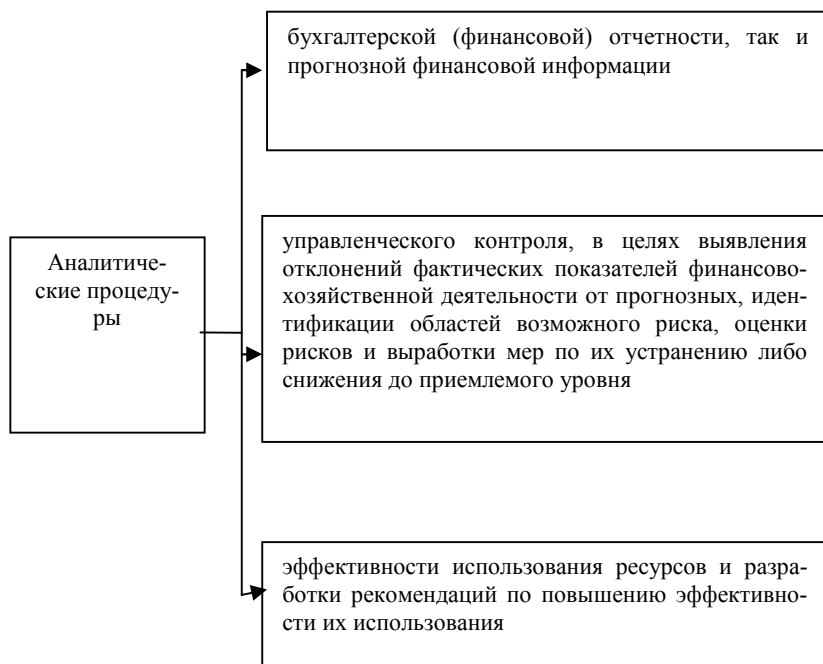 бухгалтерской (финансовой) отчетности, так и
прогнозной финансовой информации
Аналитиче-
ские процеду-
ры
управленческого контроля, в целях выявления
отклонений фактических показателей финансово-
хозяйственной деятельности от прогнозных, иден-
тификации областей возможного риска, оценки
рисков и выработки мер по их устранению либо
снижения до приемлемого уровня
эффективности использования ресурсов и разра-
ботки рекомендаций по повышению эффективно-
сти их использования